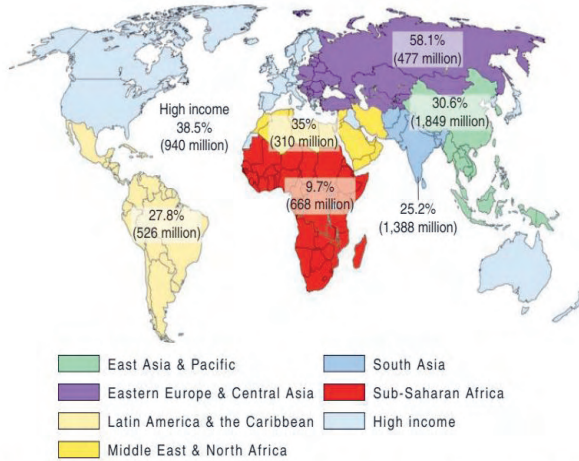 58.1%
(477 million)
High income
38.5%
(940 million)
35%
(310 million)
30.6%
(1,849 million)
9.7%
(668 million)
27.8%
(526 million)
25.2%
(1,388 million)
East Asia & Pacific
South Asia
Eastern Europe & Central Asia
Sub-Saharan Africa
Latin America & the Caribbean
High income
Middle East & North Africa